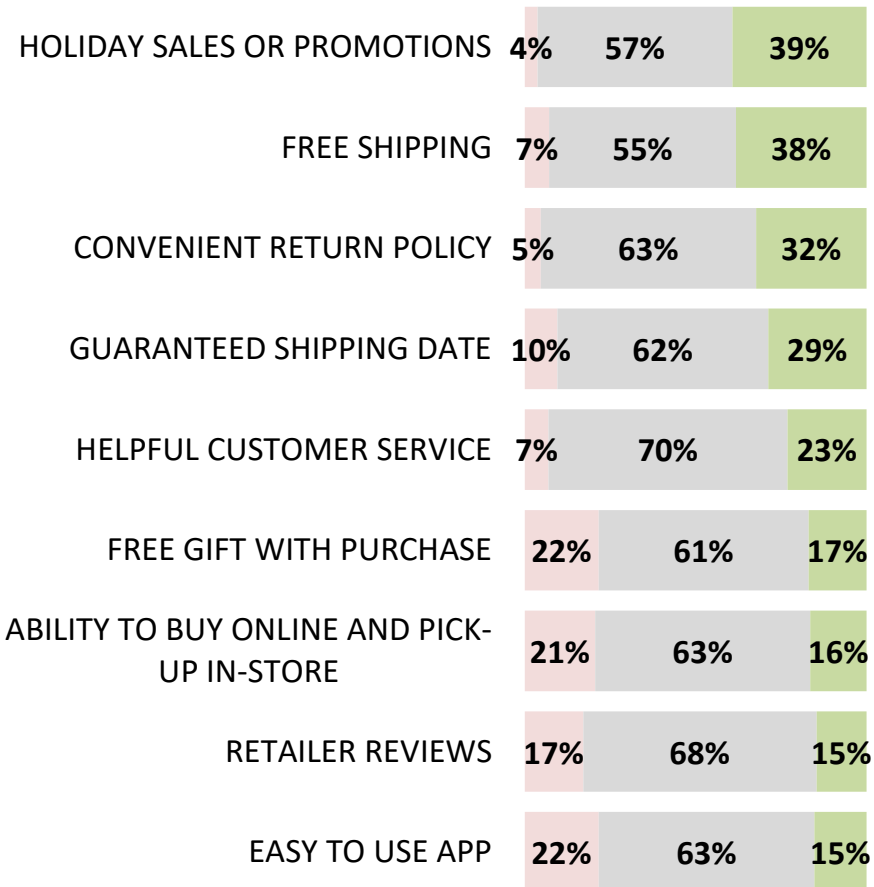 HOLIDAY SALES OR PROMOTIONS 4% 57% 39%
FREE SHIPPING 7% 55% 38%
CONVENIENT RETURN POLICY 5% 63% 32%
GUARANTEED SHIPPING DATE 10% 62% 29%
HELPFUL CUSTOMER SERVICE 7% 70% 23%
FREE GIFT WITH PURCHASE 22% 61% 17%
ABILITY TO BUY ONLINE AND PICK-
UP IN-STORE 21% 63% 16%
RETAILER REVIEWS 17% 68% 15%
EASY TO USE APP 22% 63% 15%